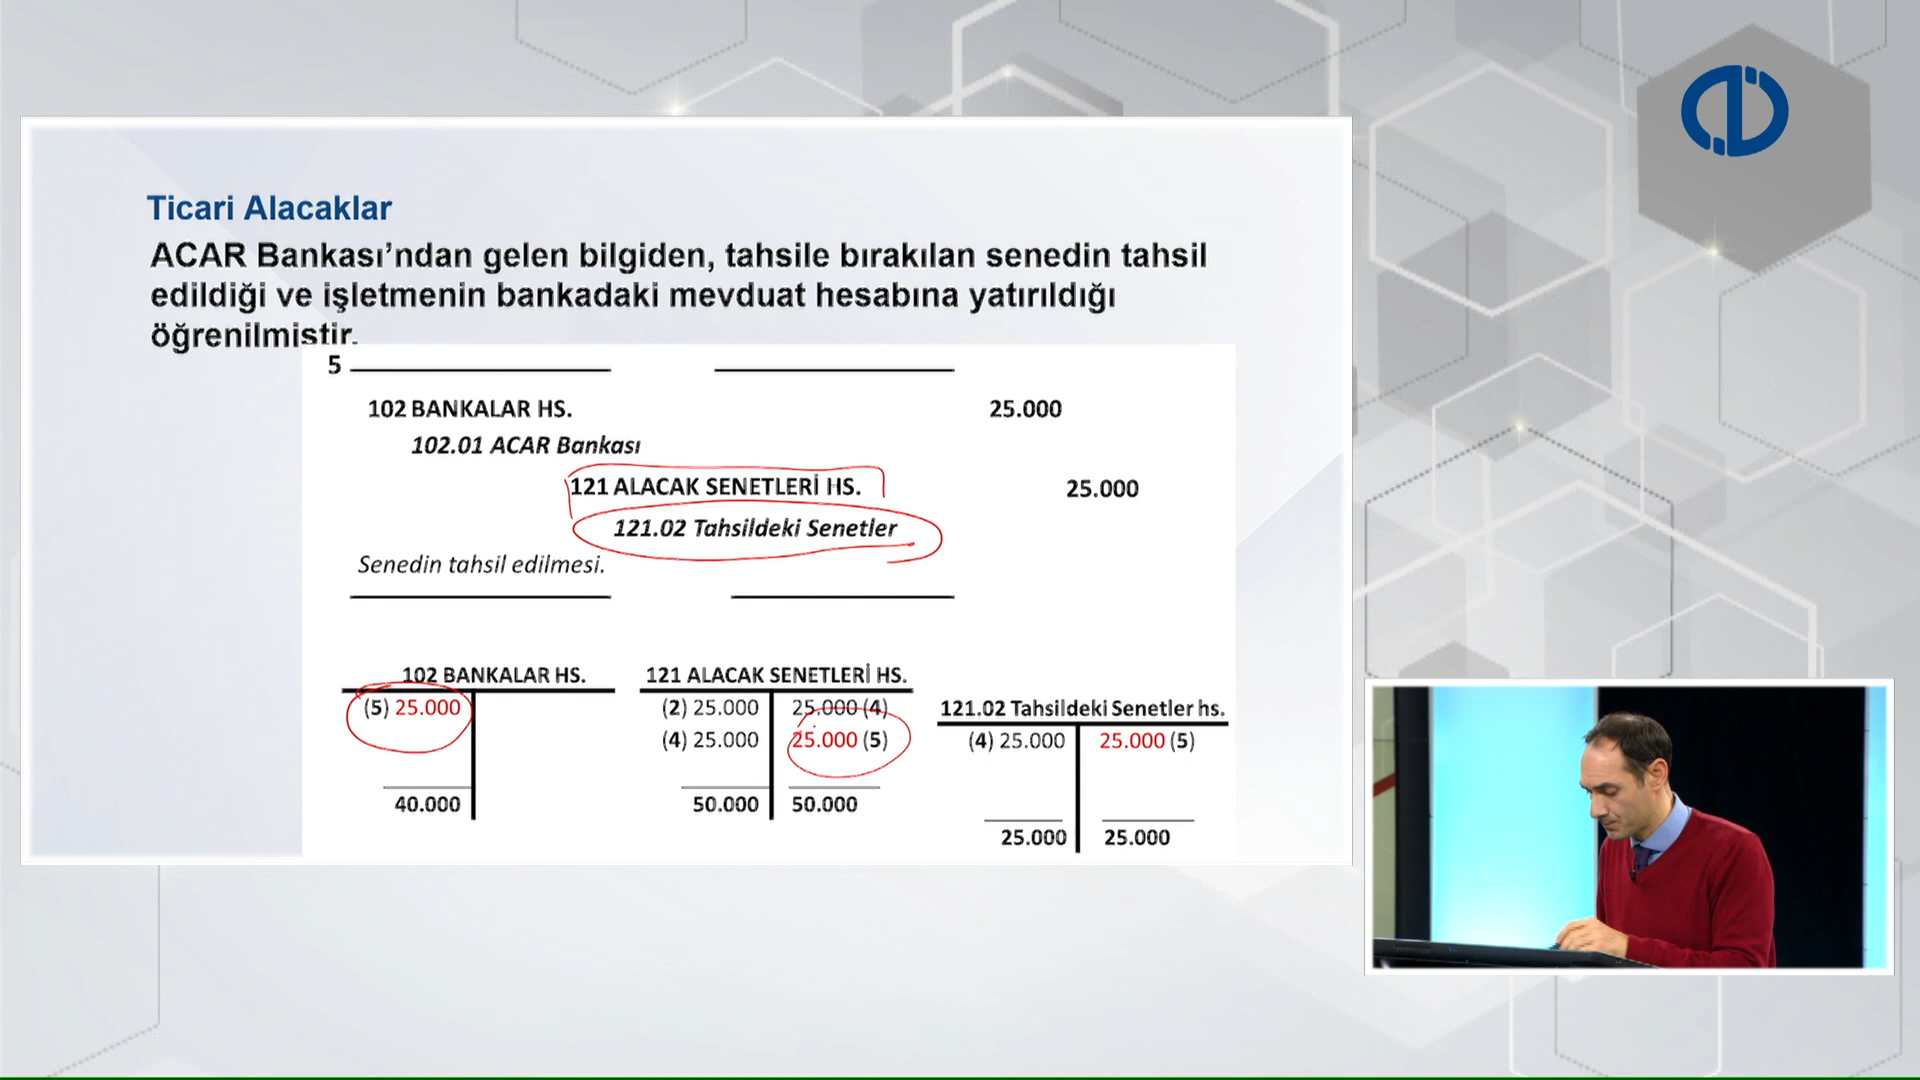 Ticari Alacaklar
ACAR Bankası’ndan gelen bilgiden, tahsile bırakılan senedin tahsil
edildiği ve işletmenin bankadaki mevduat hesabına yatırıldığı
öğrenilmiştir.
5
102 BANKALAR HS. 25.000
102.01 ACAR Bankası
121 ALACAK SENETLERİ HS. 25.000
121.02 Tahsildeki Senetler
Senedin tahsil edilmesi.
102 BANKALAR HS.
(5) 25.000
40.000
121 ALACAK SENETLERİ HS.
(2) 25.000 25.000 (4)
(4) 25.000 25.000 (5)
50.000 50.000
121.02 Tahsildeki Senetler hs.
(4) 25.000 25.000 (5)
25.000 25.000